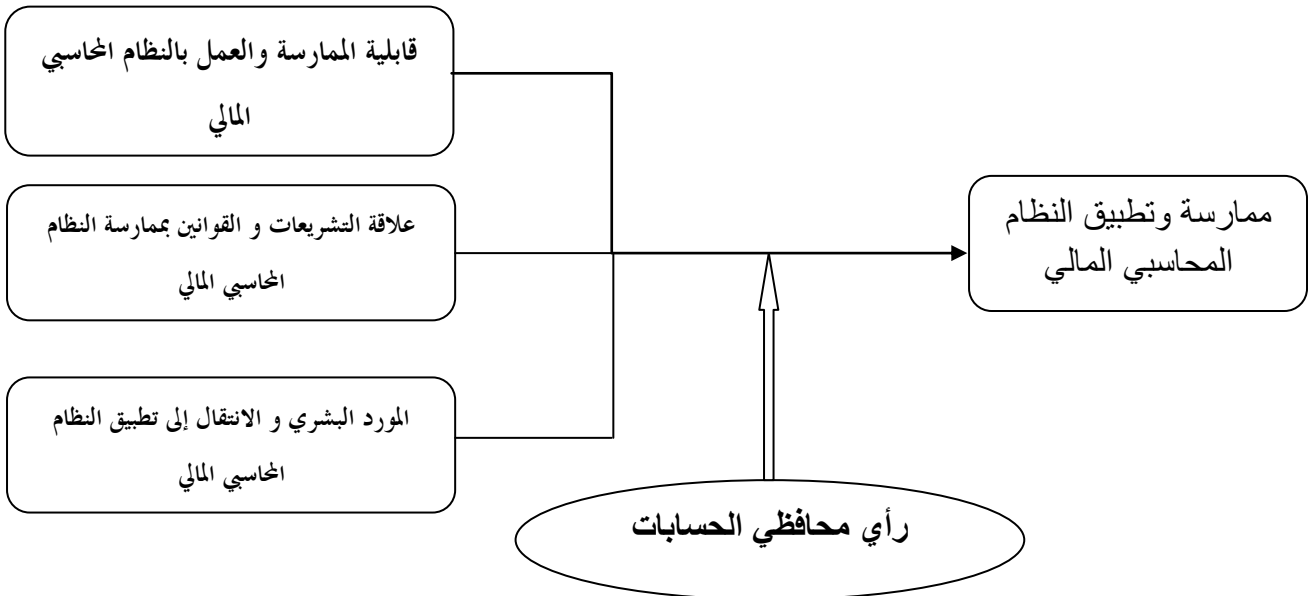 قابلية الممارسة والعمل بالنظام المحاسبي
المالي
علاقة التشريعات و القوانين بممارسة النظام
المحاسبي المالي
المورد البشري و الانتقال إلى تطبيق النظام
المحاسبي المالي
ممارسة وتطبيق النظام
المحاسبي المالي
رأي محافظي الحسابات